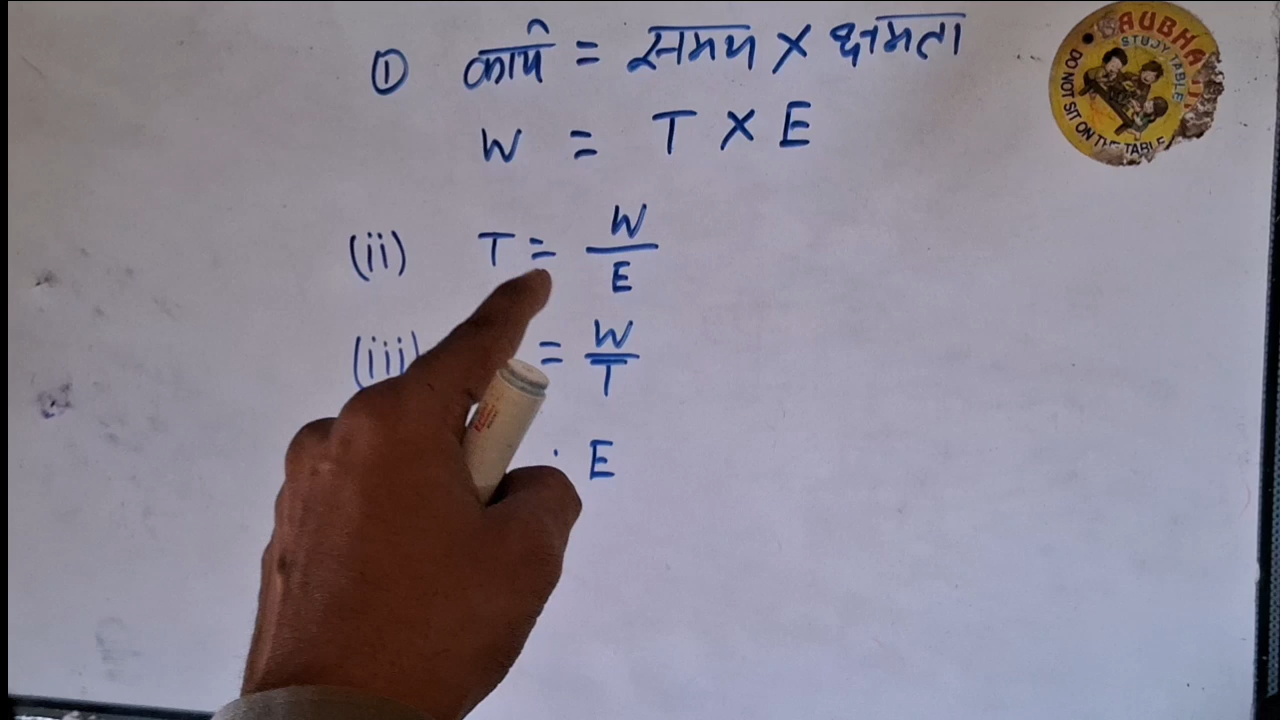 ① कार्य = समय × क्षमता
W = T × E
(ii) T = W/E
(iii) = W/T
E
AUBHA
STUDY TABLE
DO NOT SIT ON THE TABLE